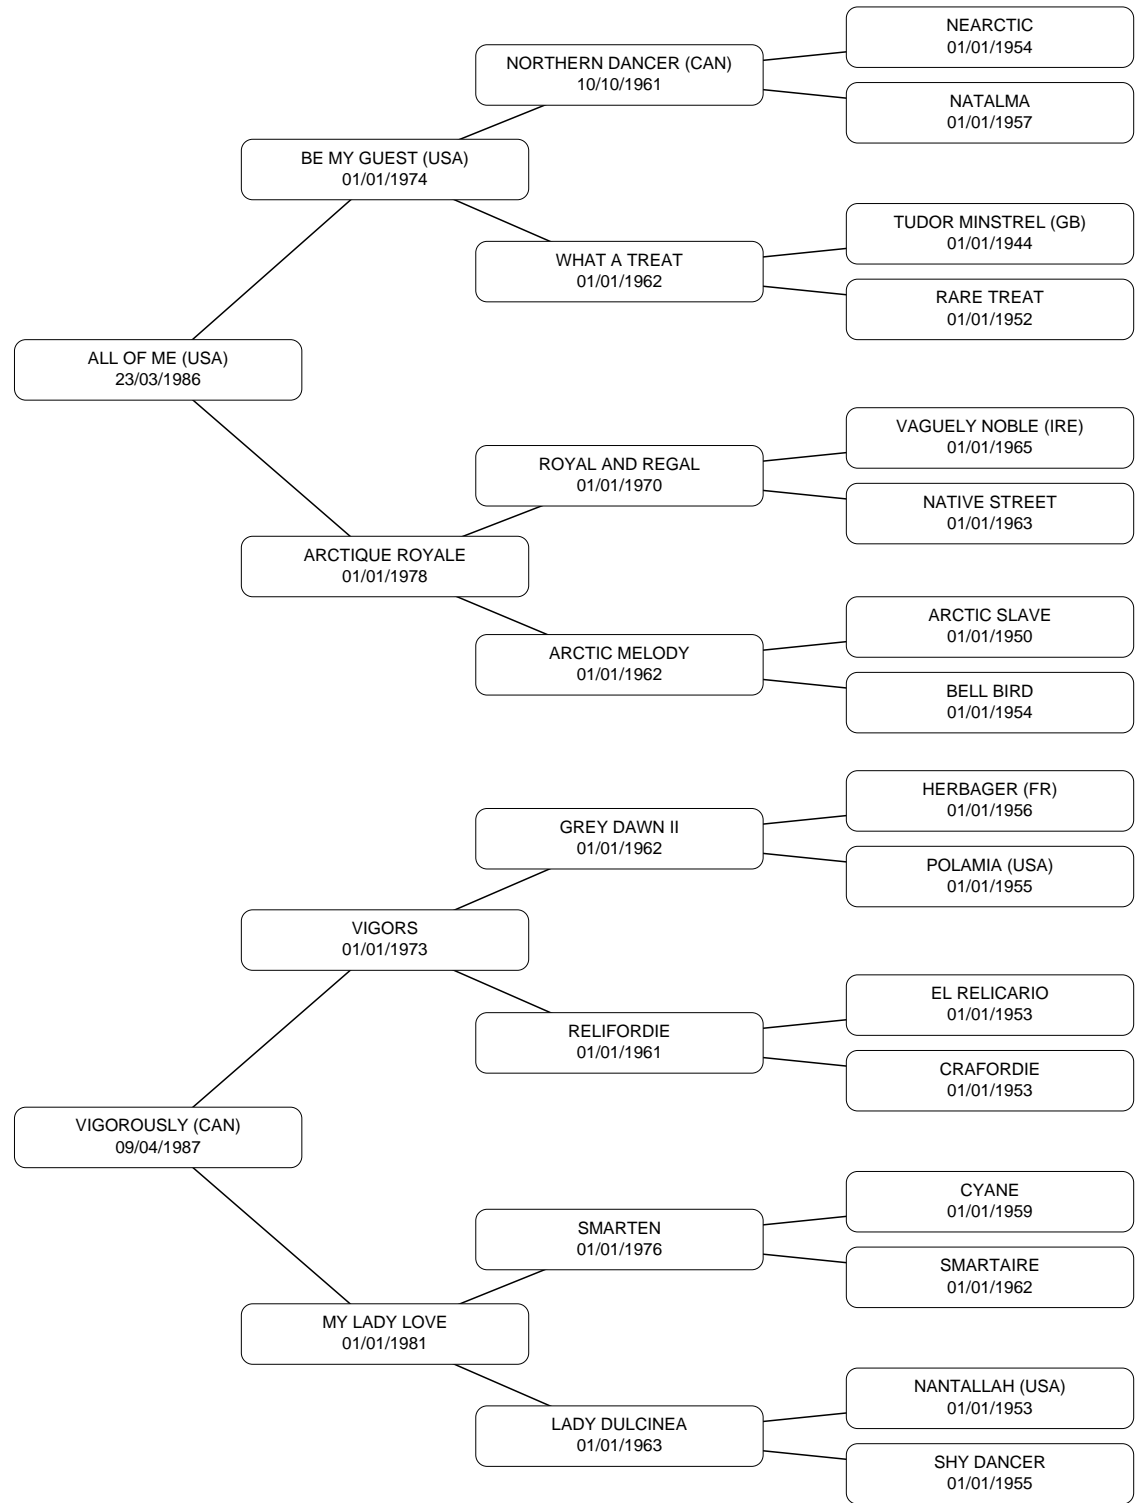 NEARCTIC
01/01/1954
NORTHERN DANCER (CAN)
10/10/1961
NATALMA
01/01/1957
BE MY GUEST (USA)
01/01/1974
TUDOR MINSTREL (GB)
01/01/1944
WHAT A TREAT
01/01/1962
RARE TREAT
01/01/1952
ALL OF ME (USA)
23/03/1986
VAGUELY NOBLE (IRE)
01/01/1965
ROYAL AND REGAL
01/01/1970
NATIVE STREET
01/01/1963
ARCTIQUE ROYALE
01/01/1978
ARCTIC SLAVE
01/01/1950
ARCTIC MELODY
01/01/1962
BELL BIRD
01/01/1954
HERBAGER (FR)
01/01/1956
GREY DAWN II
01/01/1962
POLAMIA (USA)
01/01/1955
VIGORS
01/01/1973
EL RELICARIO
01/01/1953
RELIFORDIE
01/01/1961
CRAFORDIE
01/01/1953
VIGOROUSLY (CAN)
09/04/1987
CYANE
01/01/1959
SMARTEN
01/01/1976
SMARTAIRE
01/01/1962
MY LADY LOVE
01/01/1981
NANTALLAH (USA)
01/01/1953
LADY DULCINEA
01/01/1963
SHY DANCER
01/01/1955